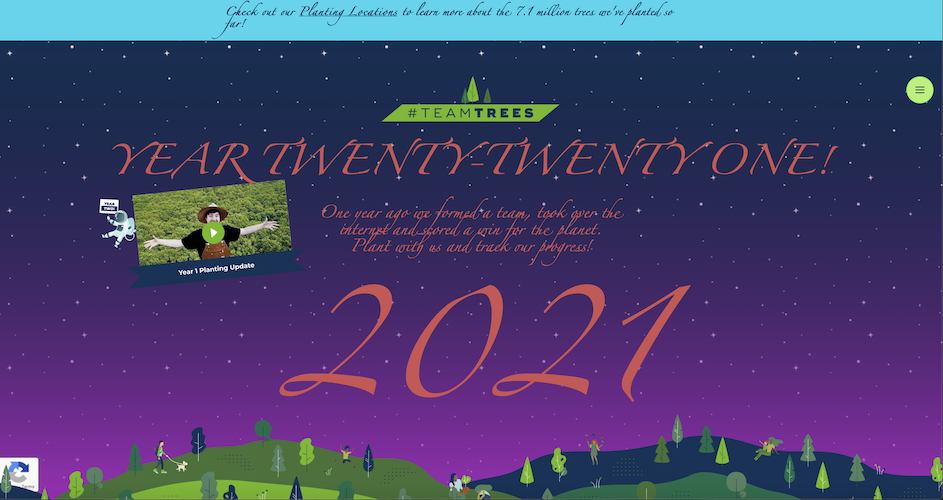 Check out our Planting Locations to learn more about the 7.1 million trees we've planted so
far!
#TEAMTREES
YEAR TWENTY-TWENTY ONE!
YEAR
TWO!
One year ago we formed a team, took over the
internet and scored a win for the planet.
Plant with us and track our progress!
Year 1 Planting Update
2021